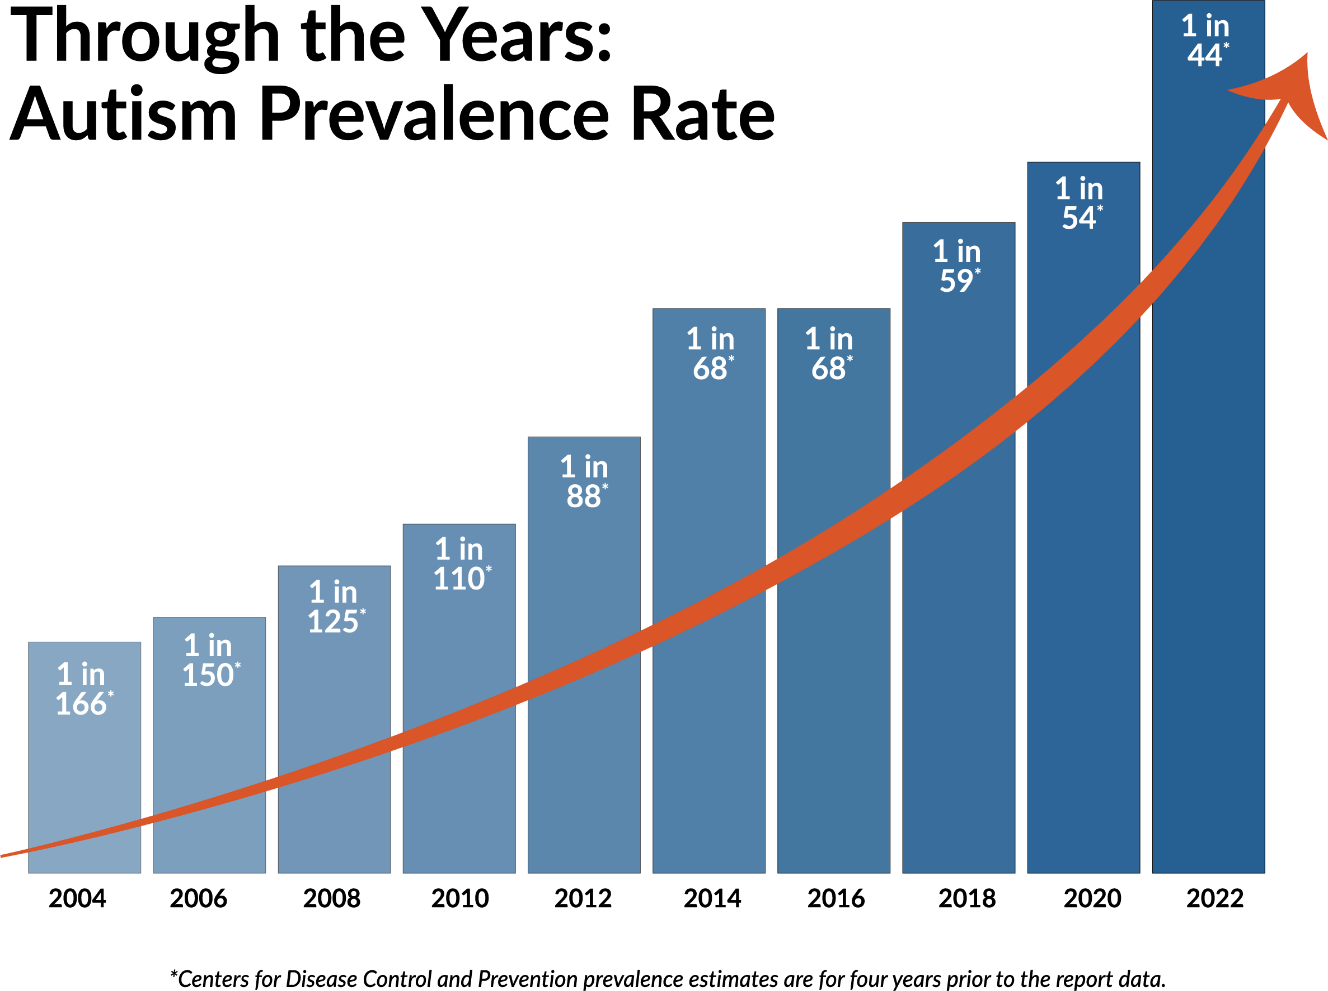 Through the Years:
Autism Prevalence Rate
1 in
166*
1 in
150*
1 in
125*
1 in
110*
1 in
88*
1 in
68*
1 in
68*
1 in
59*
1 in
54*
1 in
44*
2004 2006 2008 2010 2012 2014 2016 2018 2020 2022
*Centers for Disease Control and Prevention prevalence estimates are for four years prior to the report data.